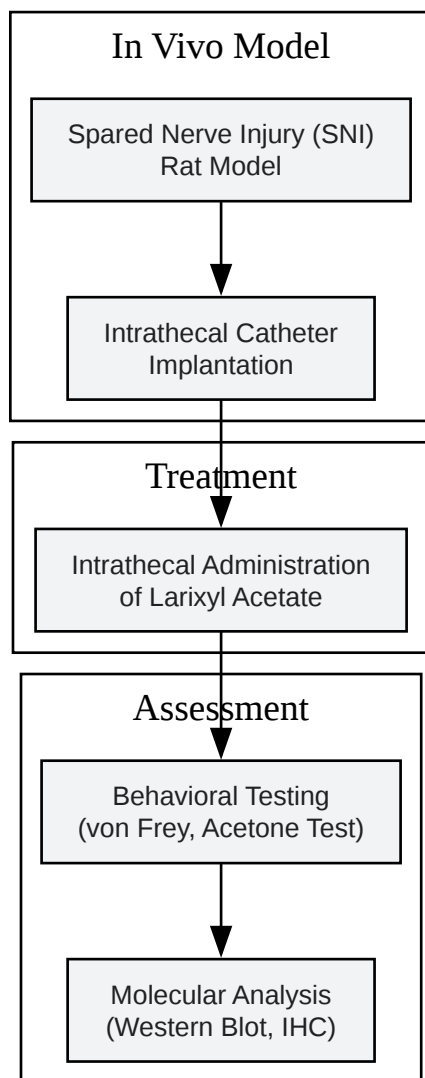 In Vivo Model
Spared Nerve Injury (SNI)
Rat Model
Intrathecal Catheter
Implantation
Treatment
Intrathecal Administration
of Larixyl Acetate
Assessment
Behavioral Testing
(von Frey, Acetone Test)
Molecular Analysis
(Western Blot, IHC)